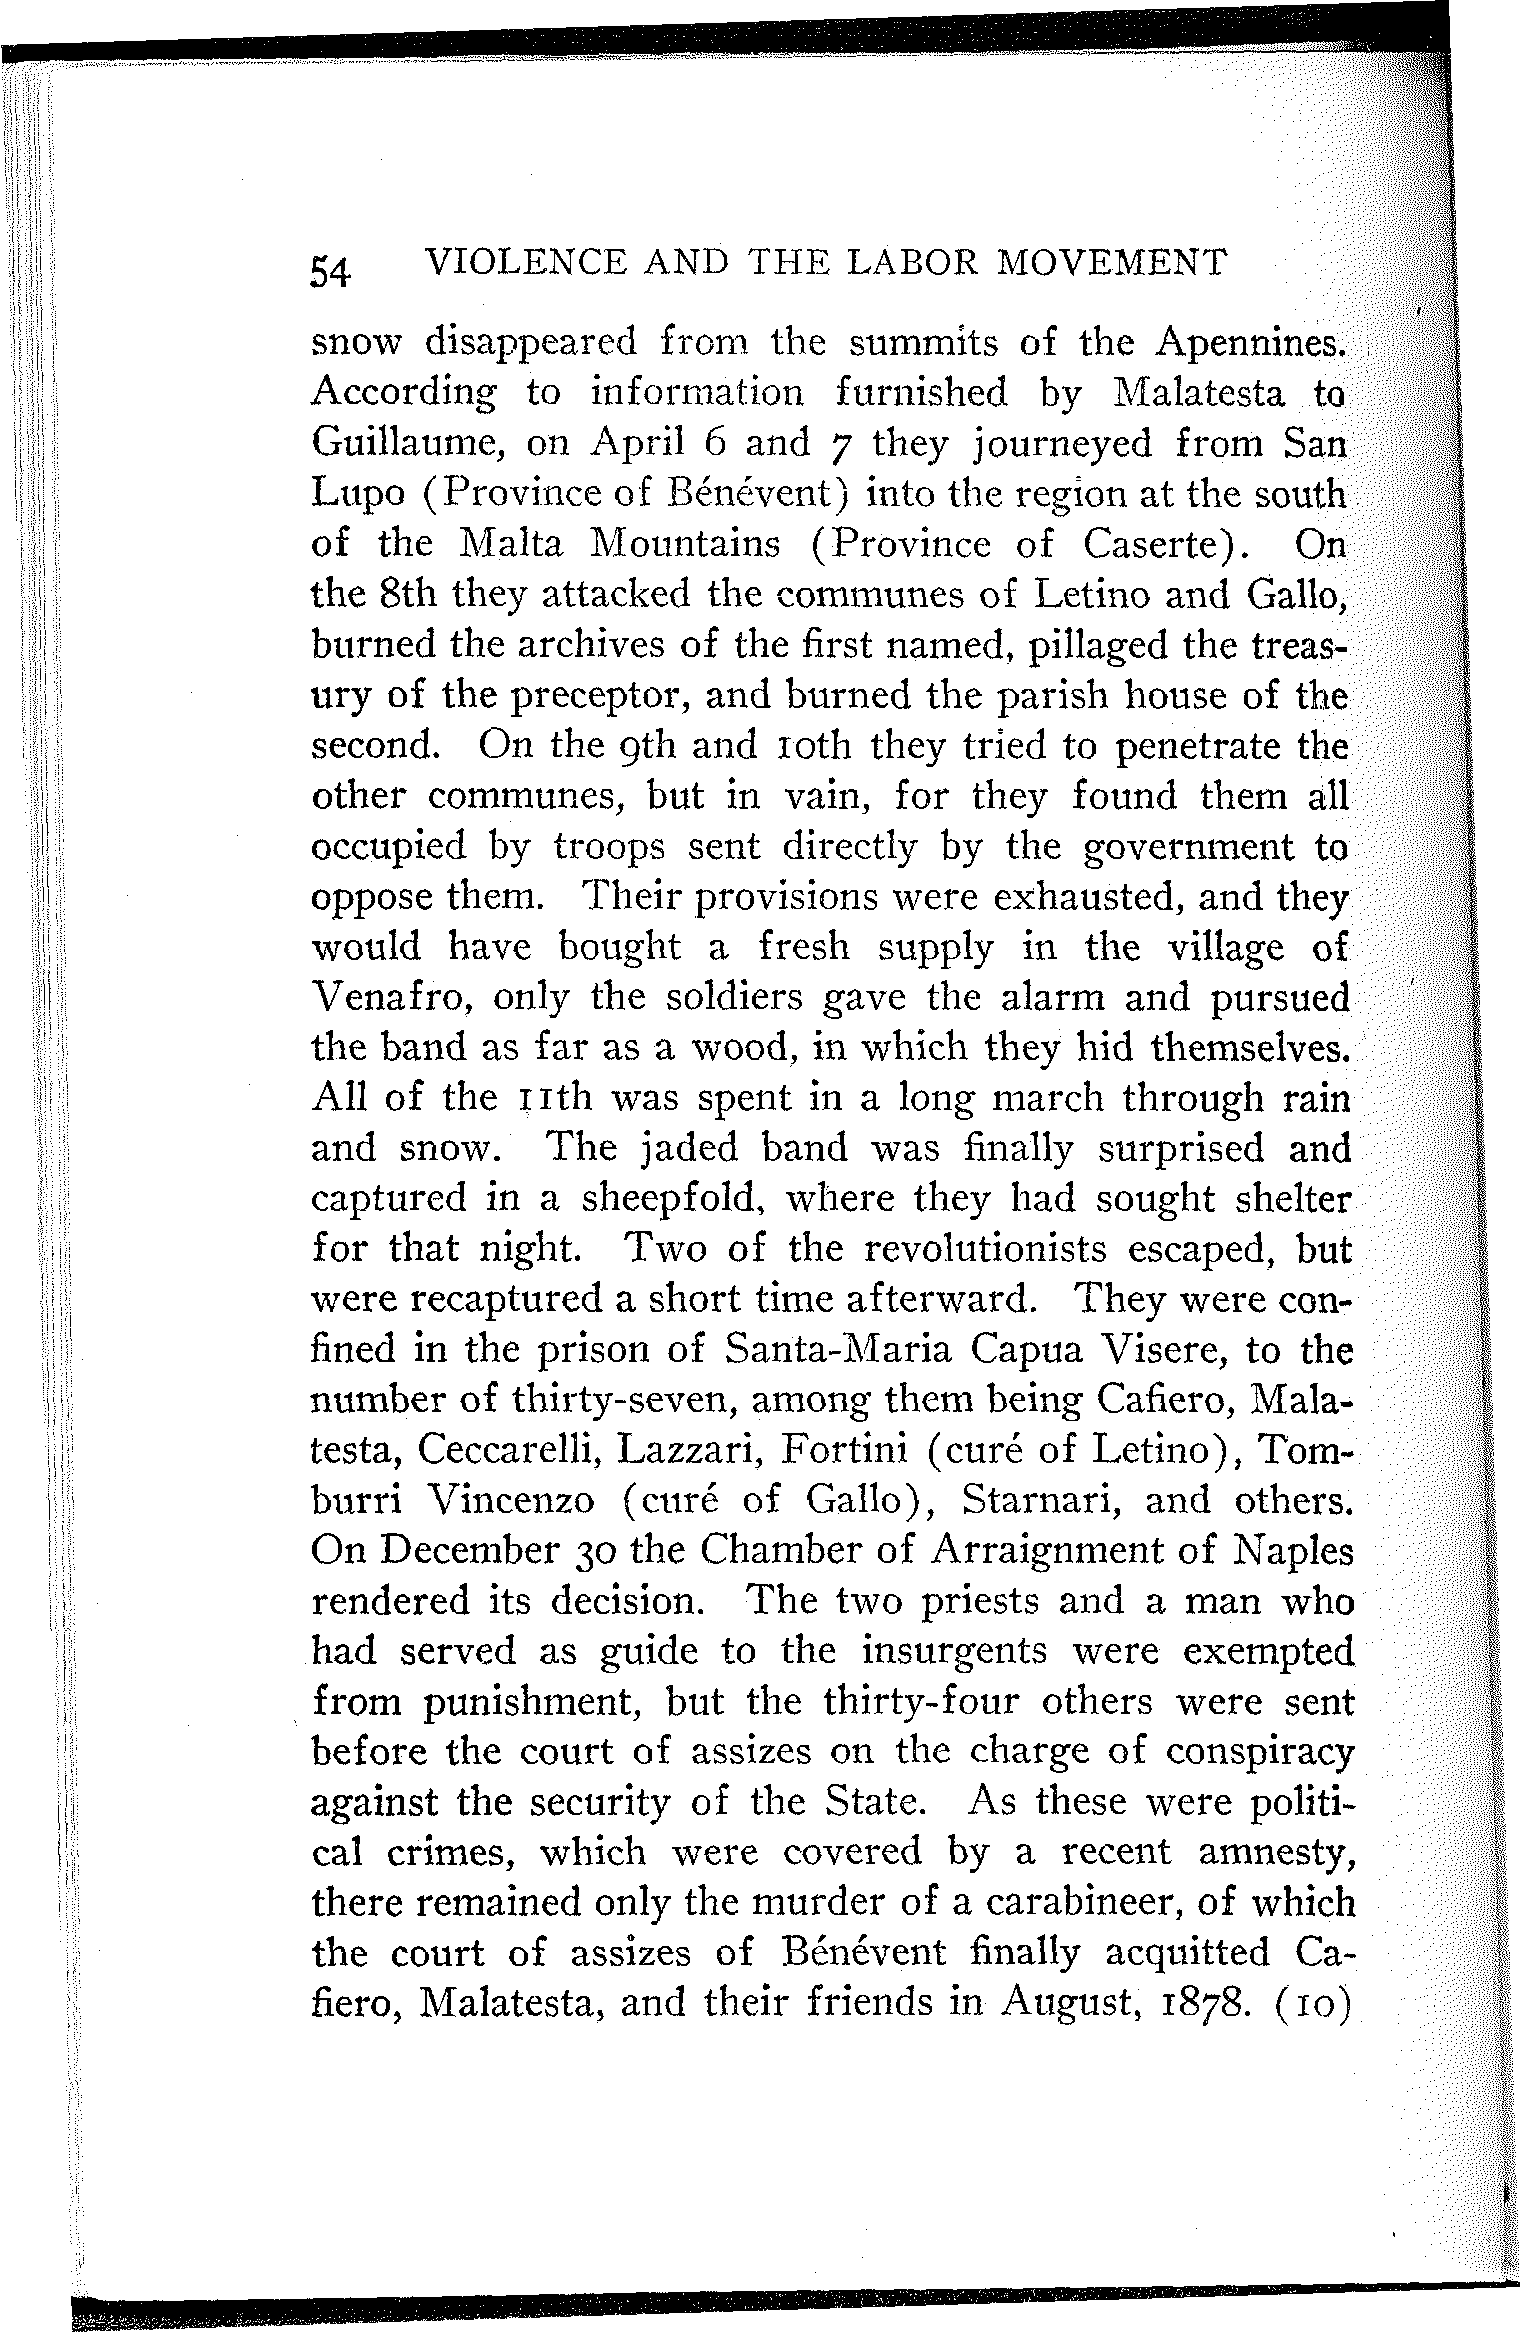 54 VIOLENCE AND THE LABOR MOVEMENT
snow disappeared from the summits of the Apennines.
According to information furnished by Malatesta to
Guillaume, on April 6 and 7 they journeyed from San
Lupo (Province of Bénévent) into the region at the south
of the Malta Mountains (Province of Caserte). On
the 8th they attacked the communes of Letino and Gallo,
burned the archives of the first named, pillaged the treas-
ury of the preceptor, and burned the parish house of the
second. On the 9th and 10th they tried to penetrate the
other communes, but in vain, for they found them all
occupied by troops sent directly by the government to
oppose them. Their provisions were exhausted, and they
would have bought a fresh supply in the village of
Venafro, only the soldiers gave the alarm and pursued
the band as far as a wood, in which they hid themselves.
All of the 11th was spent in a long march through rain
and snow. The jaded band was finally surprised and
captured in a sheepfold, where they had sought shelter
for that night. Two of the revolutionists escaped, but
were recaptured a short time afterward. They were con-
fined in the prison of Santa-Maria Capua Visere, to the
number of thirty-seven, among them being Cafiero, Mala-
testa, Ceccarelli, Lazzari, Fortini (curé of Letino), Tom-
burri Vincenzo (curé of Gallo), Starnari, and others.
On December 30 the Chamber of Arraignment of Naples
rendered its decision. The two priests and a man who
had served as guide to the insurgents were exempted
from punishment, but the thirty-four others were sent
before the court of assizes on the charge of conspiracy
against the security of the State. As these were politi-
cal crimes, which were covered by a recent amnesty,
there remained only the murder of a carabineer, of which
the court of assizes of Bénévent finally acquitted Ca-
fiero, Malatesta, and their friends in August, 1878. (10)